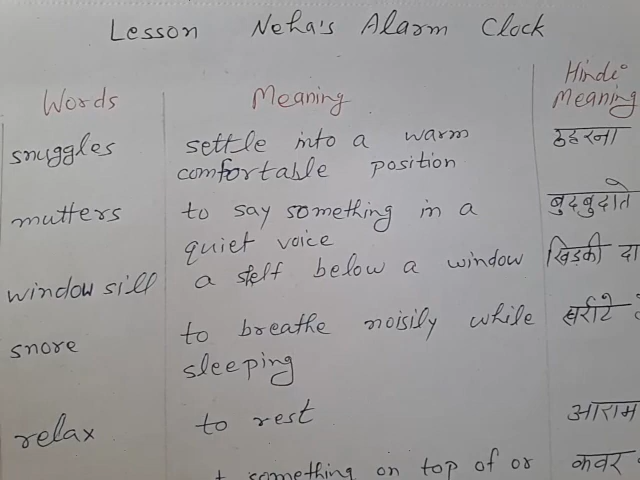 Lesson Neha's Alarm Clock
Words Meaning Hindi Meaning
snuggles settle into a warm ठहरना
comfortable position
mutters to say something in a बुदबुदाते
quiet voice
window sill a shelf below a window खिड़की दा
snore to breathe noisily while खर्राटे
sleeping
relax to rest आराम
something on top of or कवर